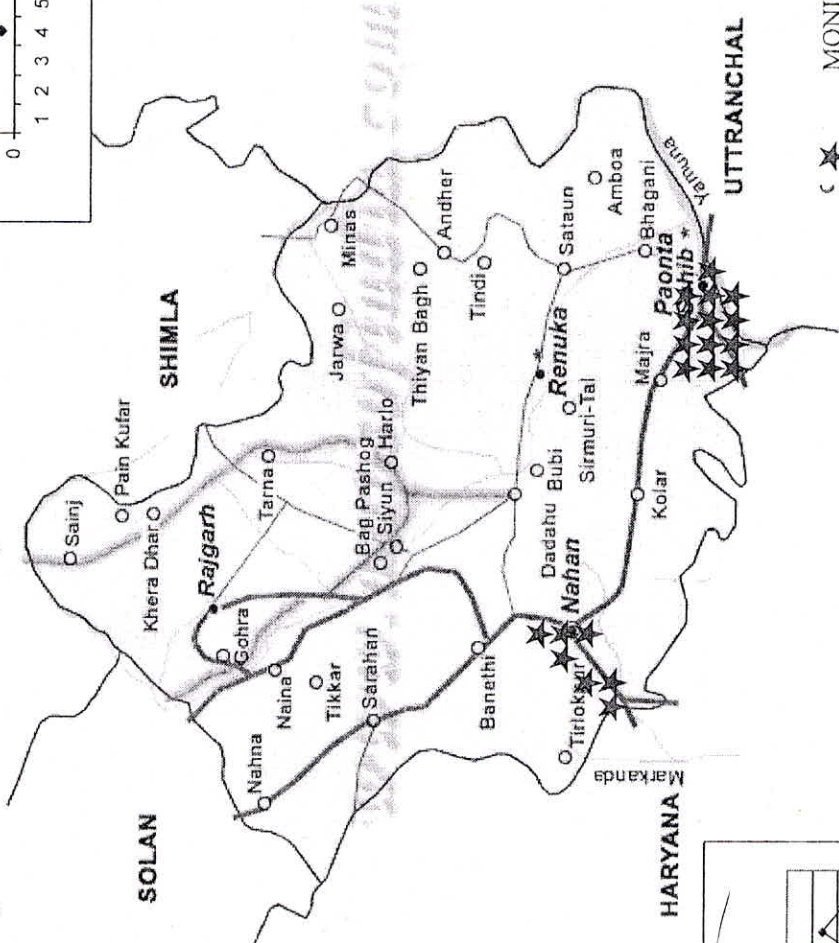 0
1 2 3 4 5
SHIMLA
SOLAN
HARYANA
UTTRANCHAL
Sainj
Pain Kufar
Khera Dhar
Rajgarh
Tarna
Gohra
Naina
Tikkar
Nahna
Sarahan
Bag Pashog
Siyun
Harlo
Jarwa
Minas
Thiyan Bagh
Andher
Tindi
Banethi
Dadahu
Bubi
Renuka *
Sirmuri-Tal
Sataun
Amboa
Bhagani
Yamuna
Nahan
Tirlokpur
Markanda
Kolar
Majra
Paonta
Sahib *